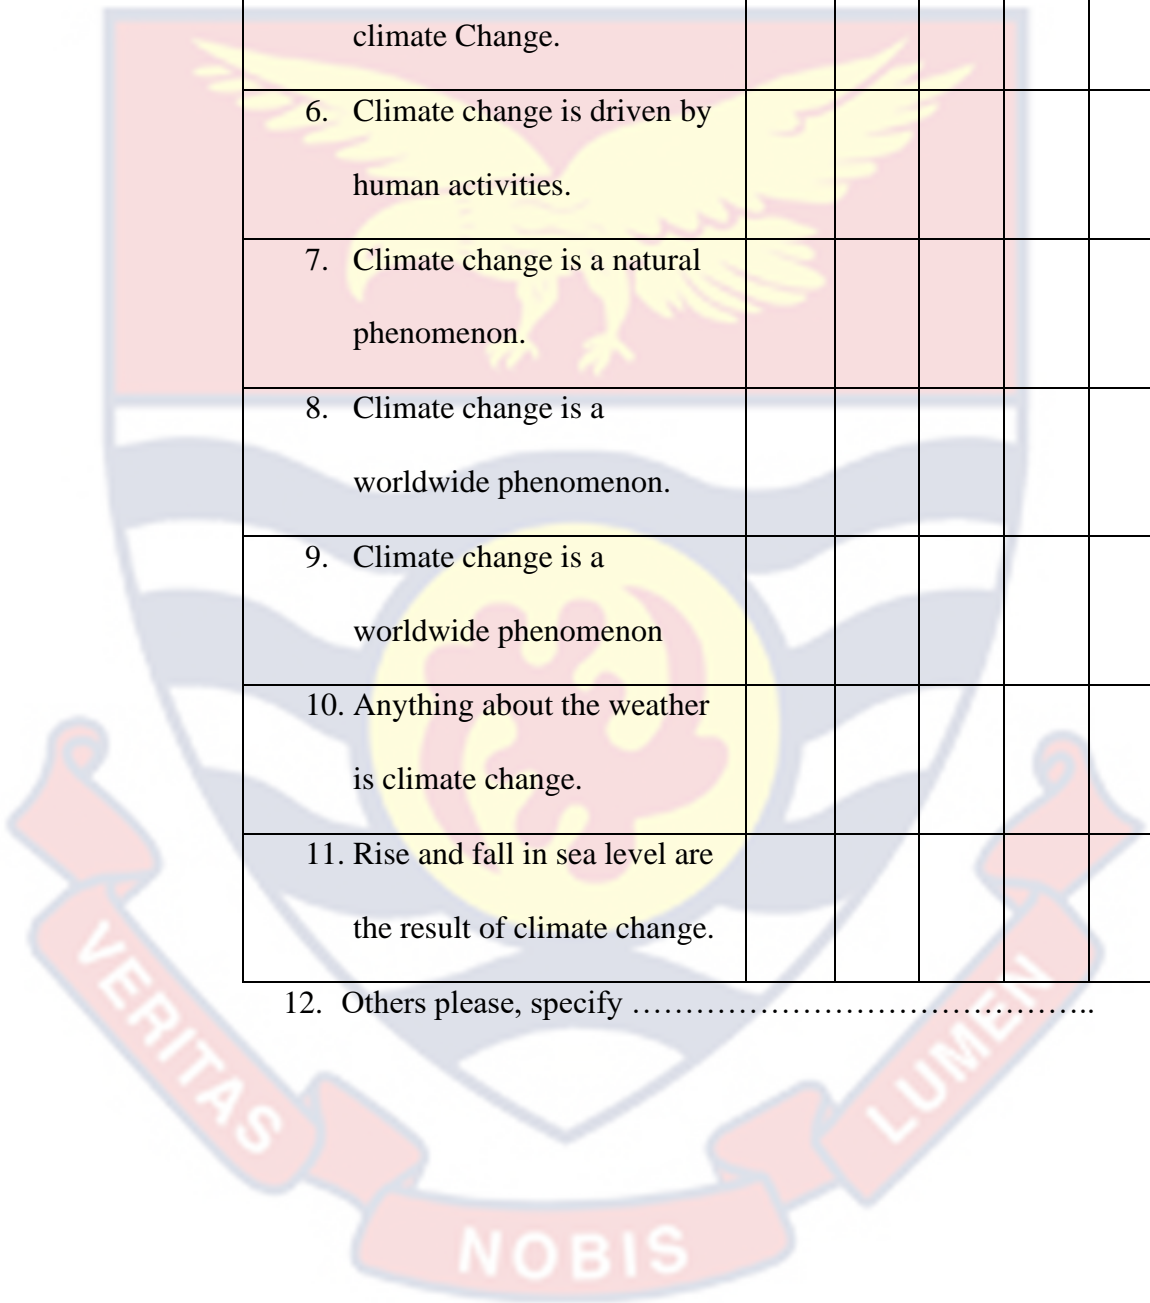 climate Change.
6. Climate change is driven by
human activities.
7. Climate change is a natural
phenomenon.
8. Climate change is a
worldwide phenomenon.
9. Climate change is a
worldwide phenomenon
10. Anything about the weather
is climate change.
11. Rise and fall in sea level are
the result of climate change.
12. Others please, specify ……………………………………..
VERITAS
NOBIS
LUMEN